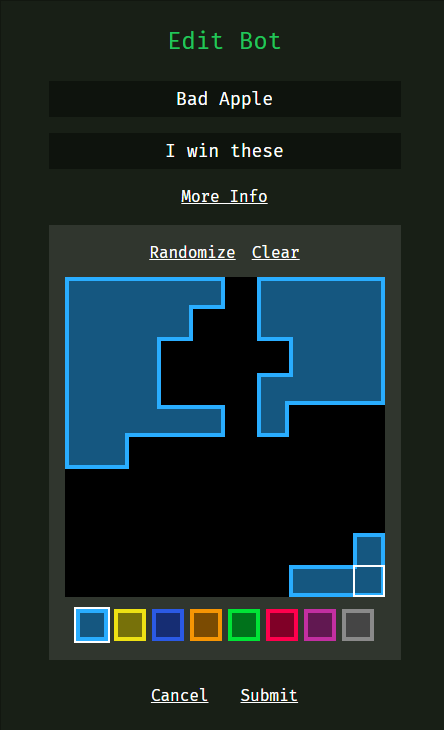 Edit Bot
Bad Apple
I win these
More Info
Randomize Clear
Cancel Submit